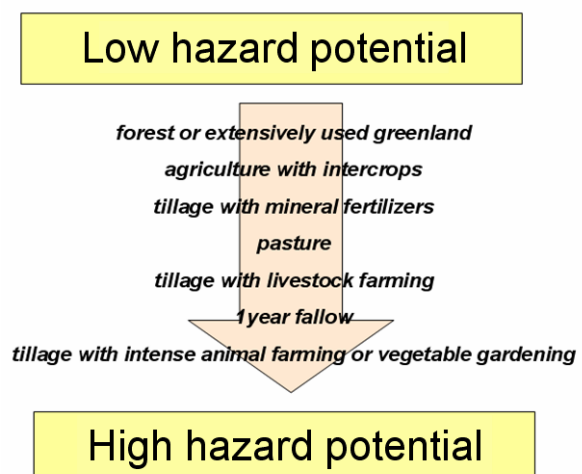 Low hazard potential
forest or extensively used greenland
agriculture with intercrops
tillage with mineral fertilizers
pasture
tillage with livestock farming
1year fallow
tillage with intense animal farming or vegetable gardening
High hazard potential